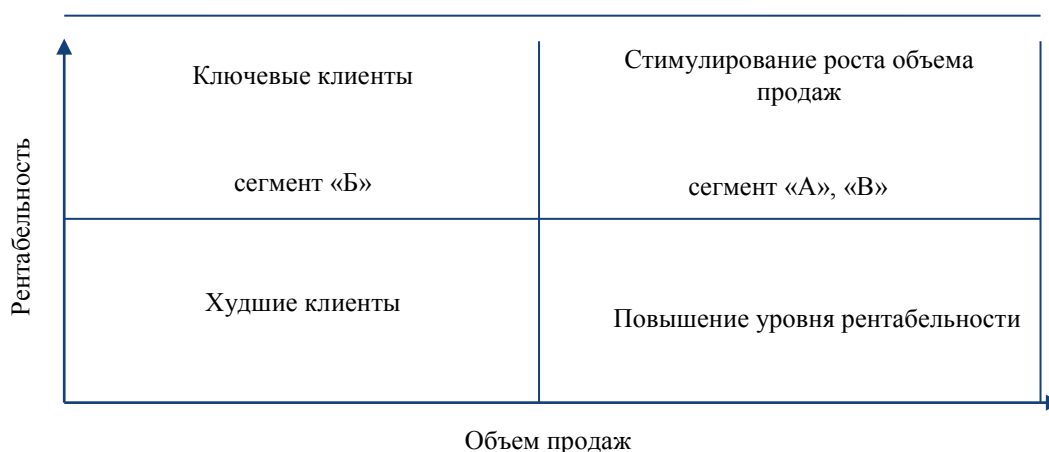 Ключевые клиенты
Стимулирование роста объема
продаж
сегмент «Б»
сегмент «А», «В»
Рентабельность
Худшие клиенты
Повышение уровня рентабельности
Объем продаж